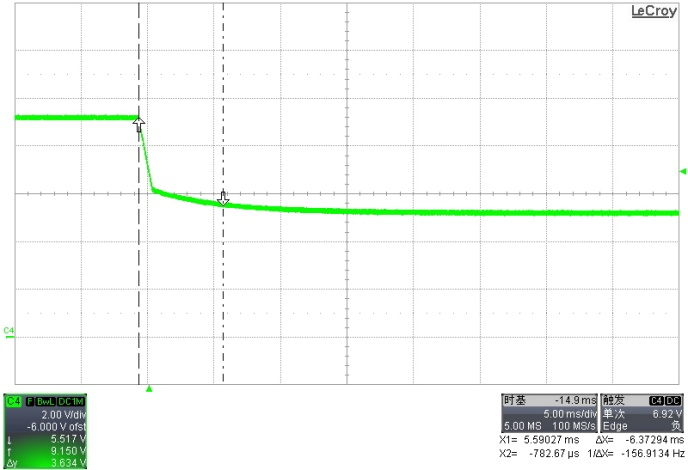 LeCroy
C4
C4 F BwL DC1M
2.00 V/div
-6.000 V ofst
↓ 5.517 V
↑ 9.150 V
Δy 3.634 V
时基 -14.9 ms
5.00 ms/div
5.00 MS 100 MS/s
触发 C4 DC
单次 6.92 V
Edge 负
X1= 5.59027 ms ΔX= -6.37294 ms
X2= -782.67 µs 1/ΔX= -156.9134 Hz